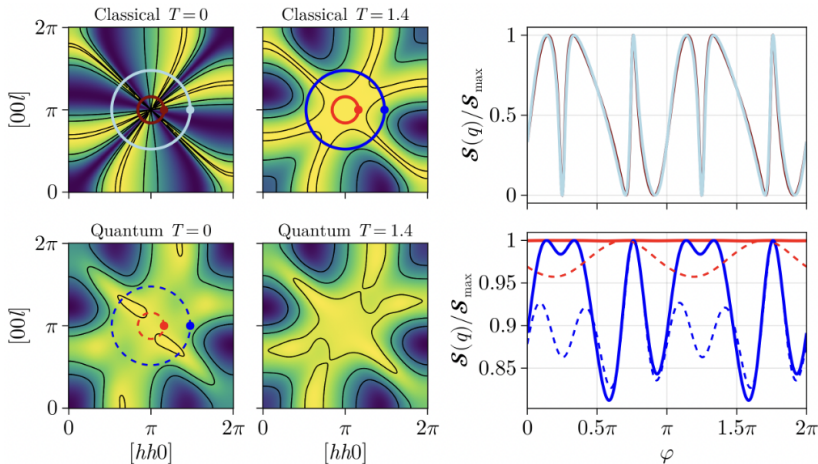 Classical T = 0
Classical T = 1.4
2π
π
0
[00l]
1
0.5
0
𝓢(q)/𝓢max
Quantum T = 0
Quantum T = 1.4
2π
π
0
[00l]
0
π
2π
[hh0]
0
π
2π
[hh0]
1
0.95
0.9
0.85
𝓢(q)/𝓢max
0
0.5π
π
1.5π
2π
φ